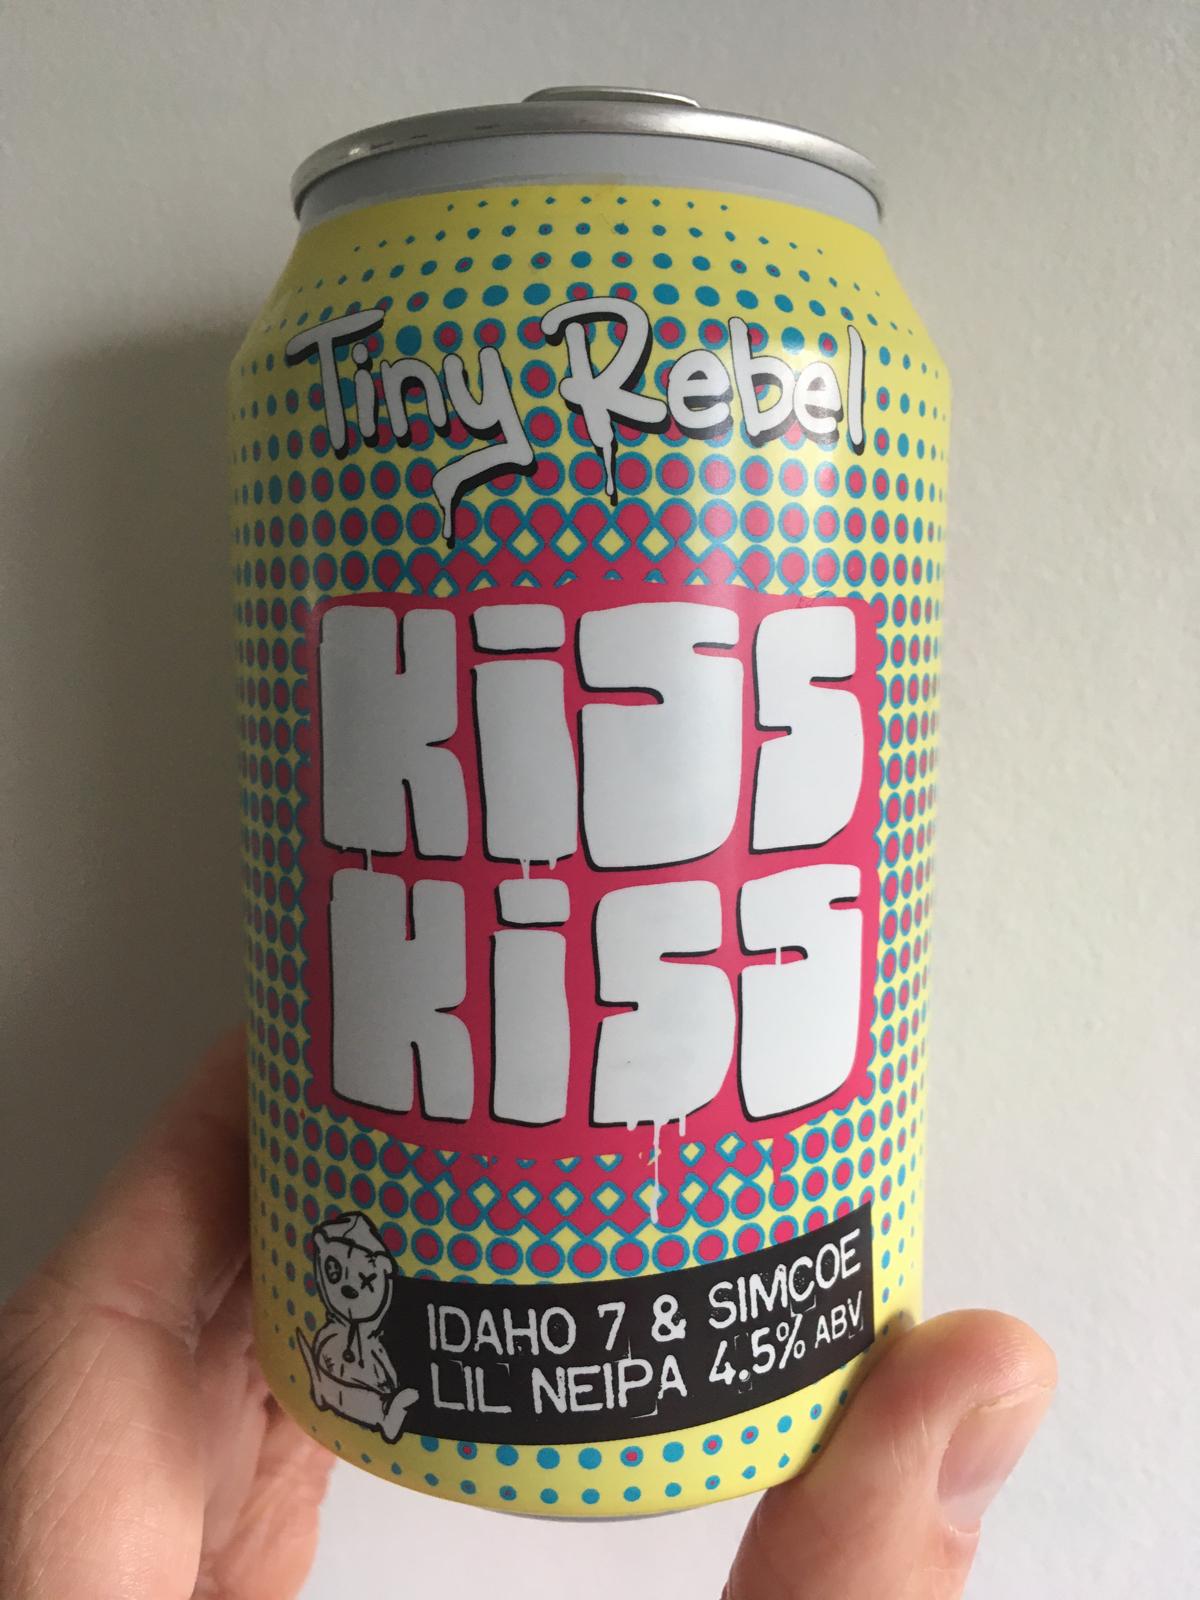 Tiny Rebel
KiSS
KiSS
IDAHO 7 & SIMCOE
LIL NEIPA 4.5% ABV